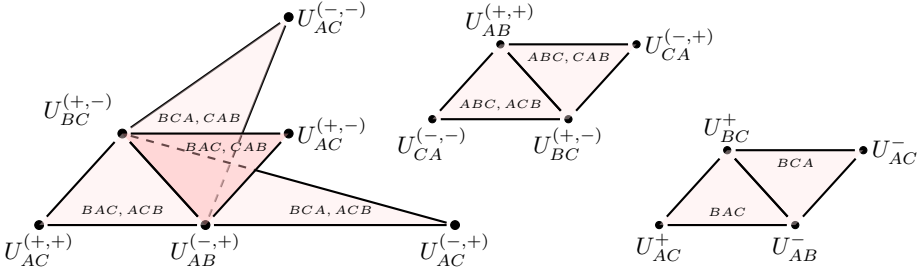 U_{AC}^{(-,-)}
U_{BC}^{(+,-)}
BCA, CAB
U_{AC}^{(+,-)}
BAC, CAB
BAC, ACB
BCA, ACB
U_{AC}^{(+,+)}
U_{AB}^{(-,+)}
U_{AC}^{(-,+)}
U_{AB}^{(+,+)}
U_{CA}^{(-,+)}
ABC, CAB
ABC, ACB
U_{CA}^{(-,-)}
U_{BC}^{(+,-)}
U_{BC}^{+}
U_{AC}^{-}
BCA
BAC
U_{AC}^{+}
U_{AB}^{-}